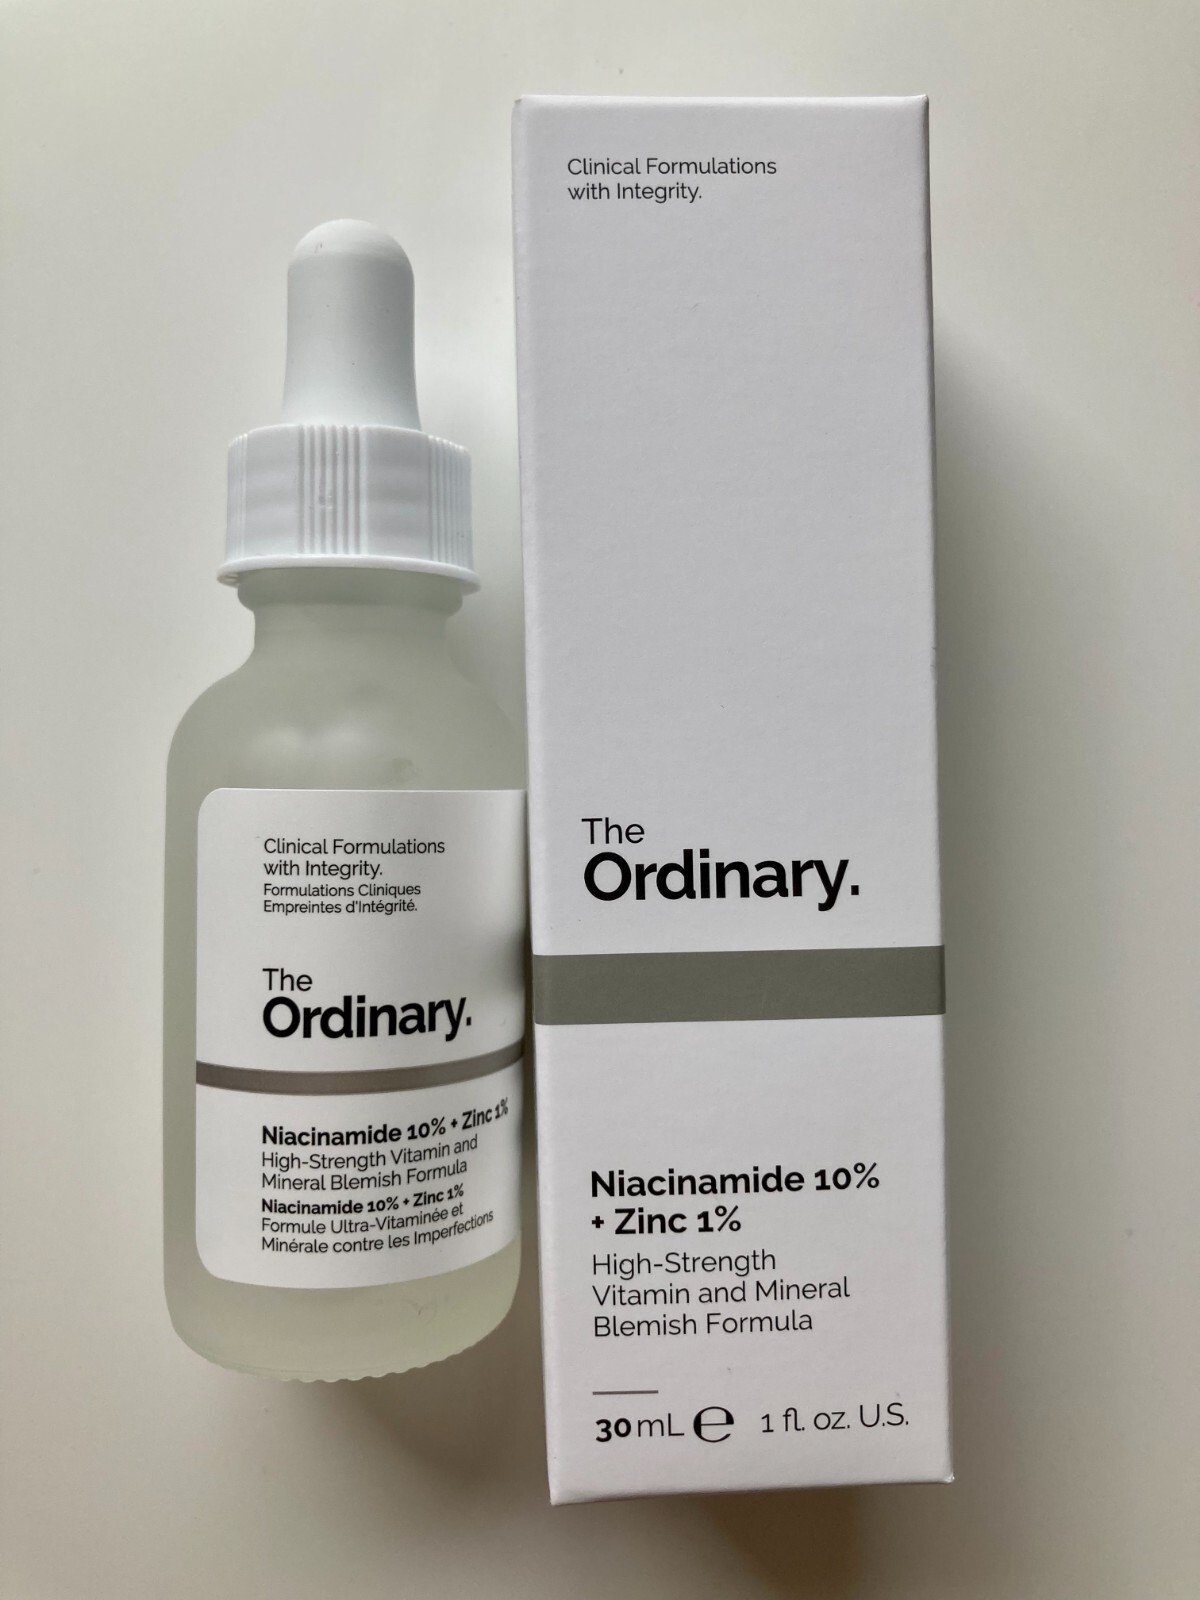 Clinical Formulations
with Integrity.
Formulations Cliniques
Empreintes d'Intégrité.
The
Ordinary.
Niacinamide 10% + Zinc 1%
High-Strength Vitamin and
Mineral Blemish Formula
Niacinamide 10% + Zinc 1%
Formule Ultra-Vitaminée et
Minérale contre les Imperfections
Clinical Formulations
with Integrity.
The
Ordinary.
Niacinamide 10%
+ Zinc 1%
High-Strength
Vitamin and Mineral
Blemish Formula
30 mL ℮ 1 fl. oz. U.S.